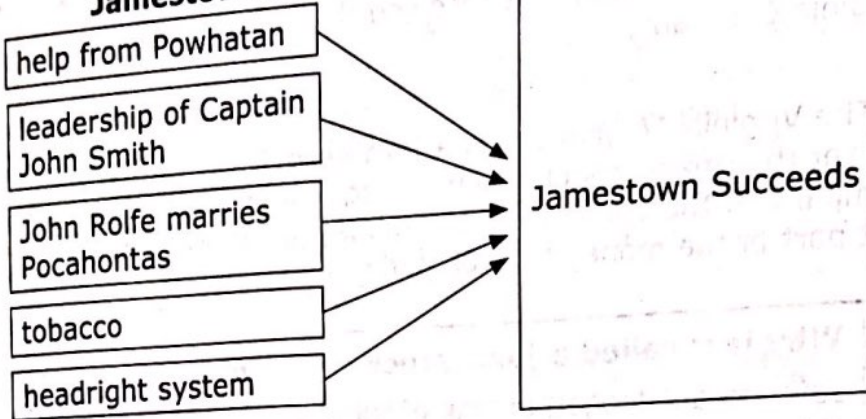 help from Powhatan
leadership of Captain
John Smith
John Rolfe marries
Pocahontas
tobacco
headright system
Jamestown Succeeds